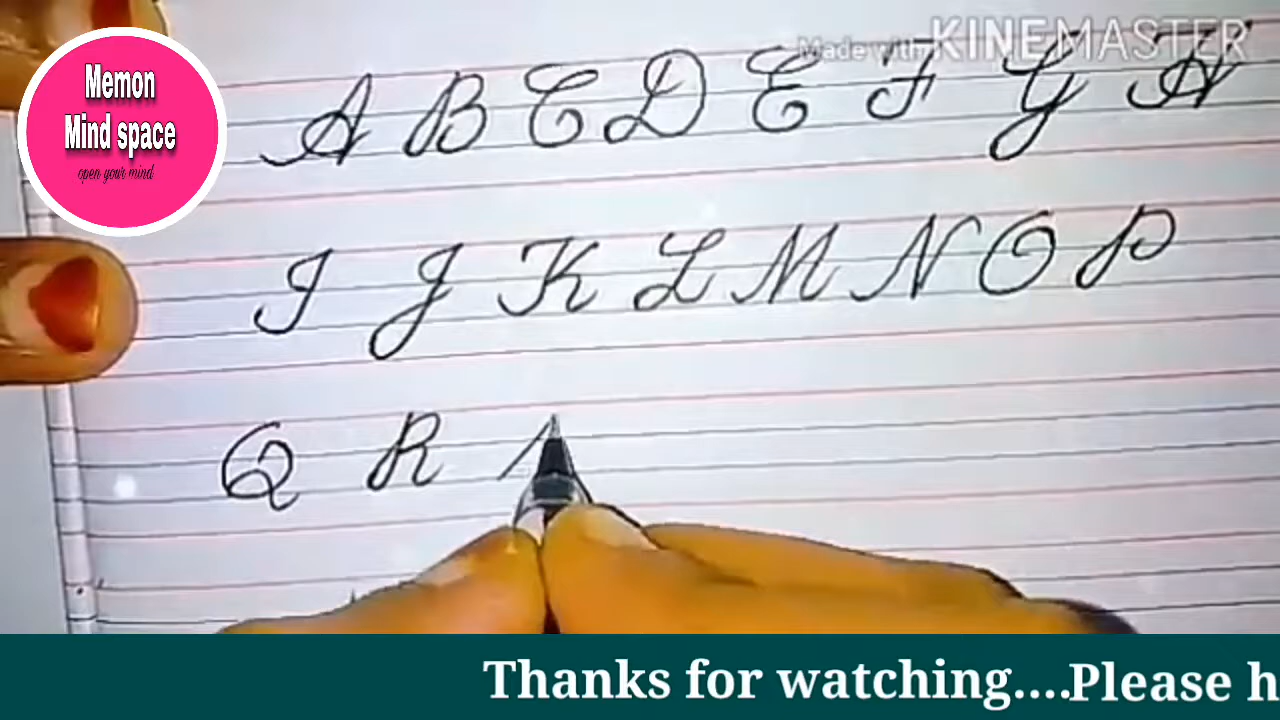 Made with KINEMASTER
Memon
Mind space
open your mind
A B C D E F G H
I J K L M N O P
Q R
Thanks for watching....Please h